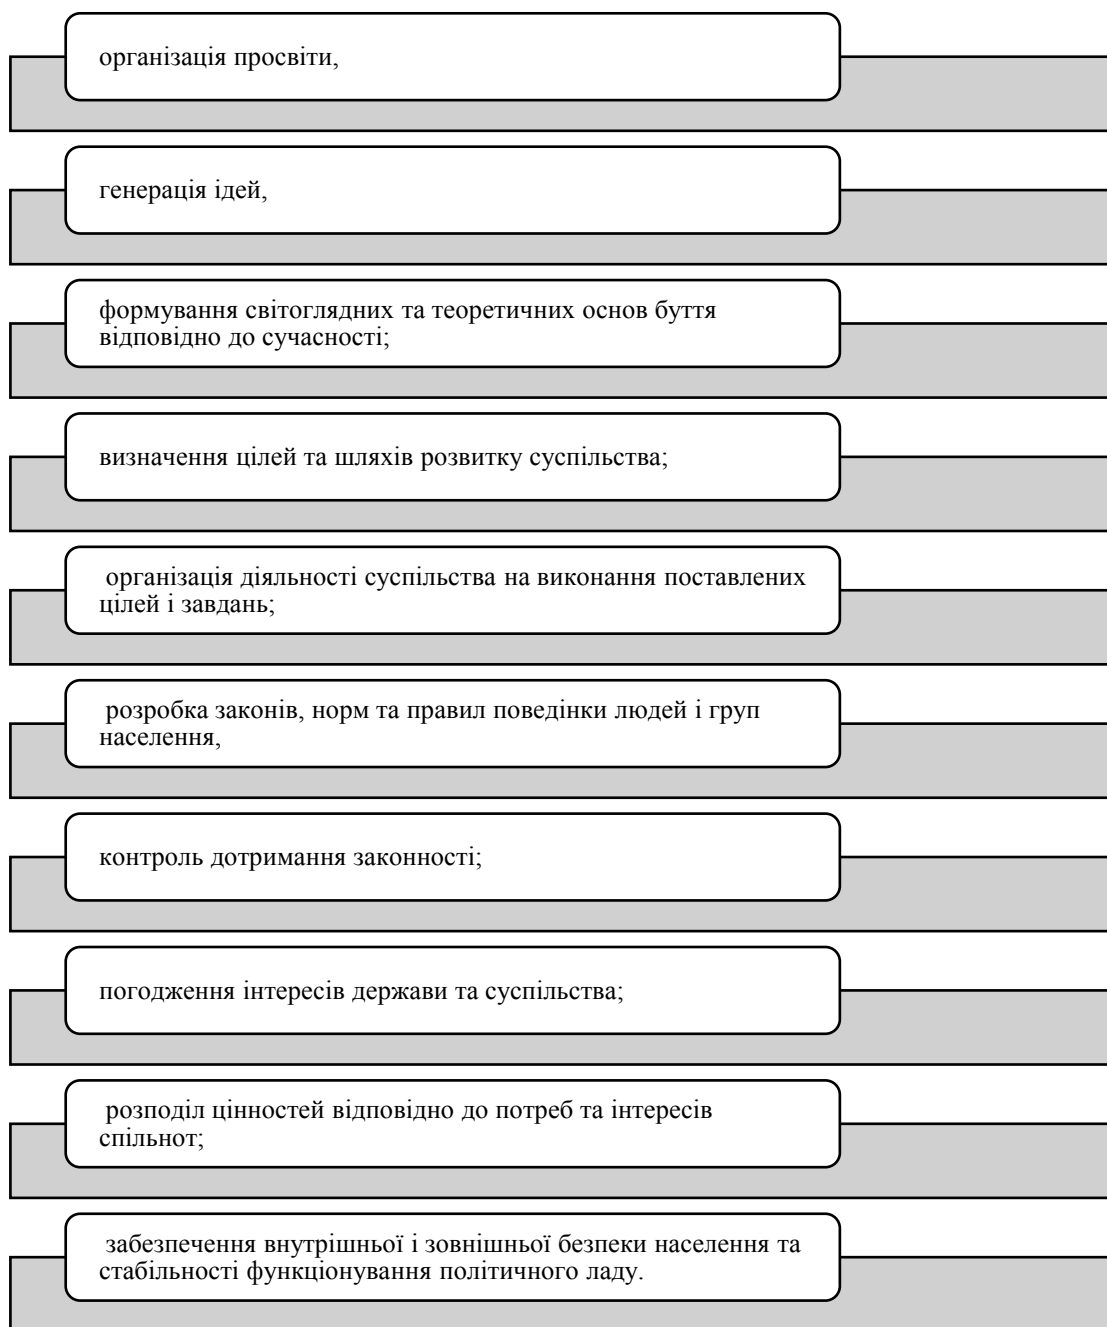 організація просвіти,
генерація ідей,
формування світоглядних та теоретичних основ буття
відповідно до сучасності;
визначення цілей та шляхів розвитку суспільства;
організація діяльності суспільства на виконання поставлених
цілей і завдань;
розробка законів, норм та правил поведінки людей і груп
населення,
контроль дотримання законності;
погодження інтересів держави та суспільства;
розподіл цінностей відповідно до потреб та інтересів
спільнот;
забезпечення внутрішньої і зовнішньої безпеки населення та
стабільності функціонування політичного ладу.